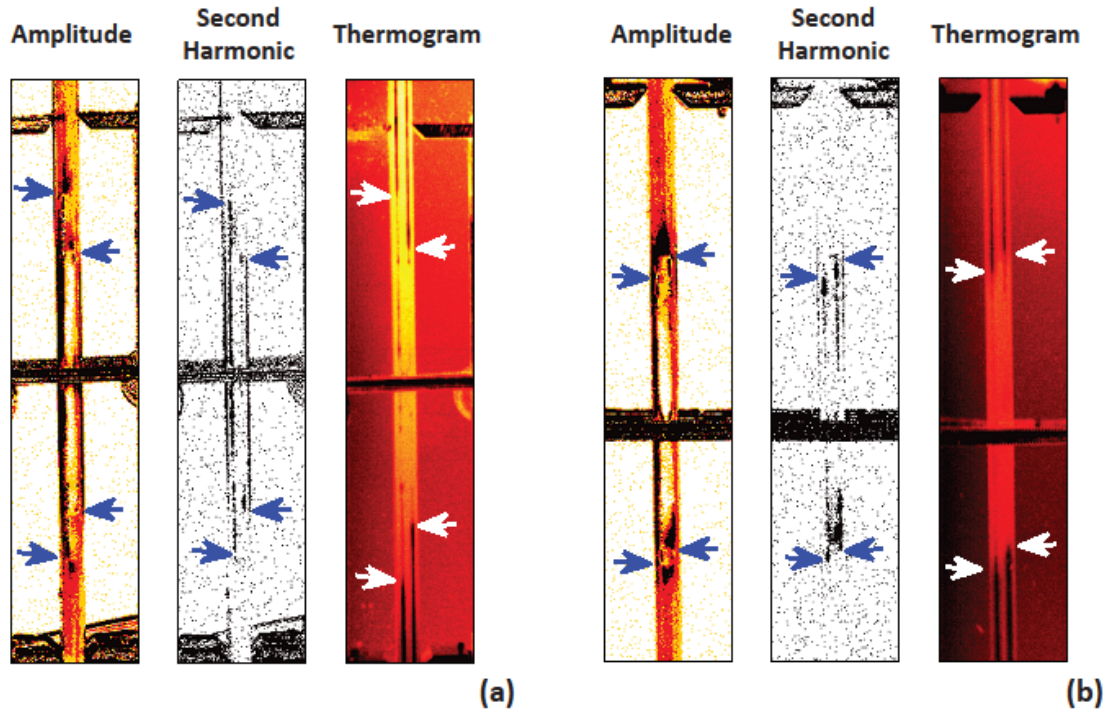 Amplitude
Second
Harmonic
Thermogram
Amplitude
Second
Harmonic
Thermogram
(a)
(b)